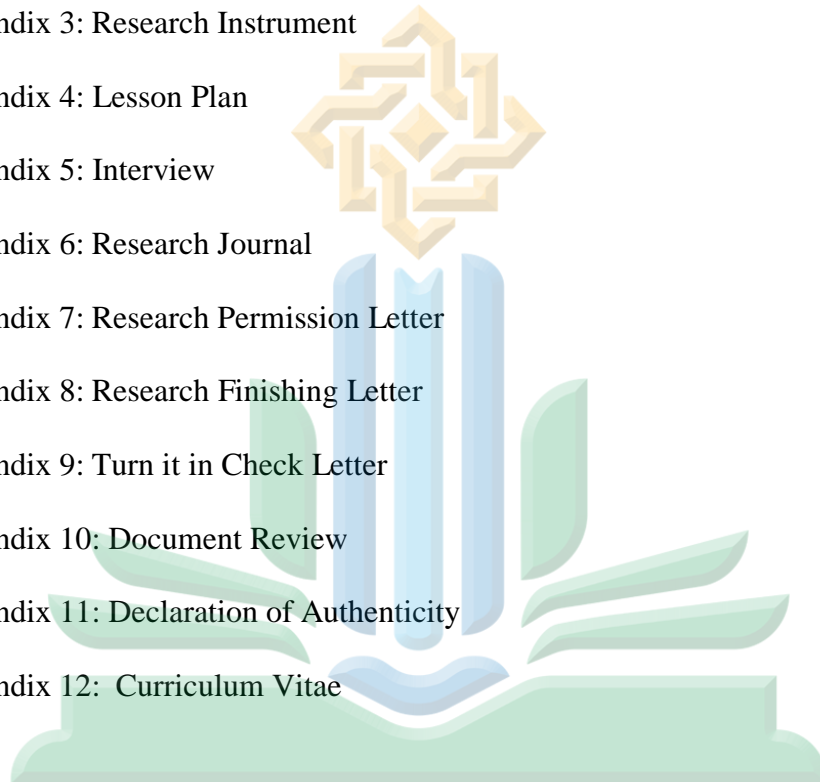 ndix 3: Research Instrument
ndix 4: Lesson Plan
ndix 5: Interview
ndix 6: Research Journal
ndix 7: Research Permission Letter
ndix 8: Research Finishing Letter
ndix 9: Turn it in Check Letter
ndix 10: Document Review
ndix 11: Declaration of Authenticity
ndix 12: Curriculum Vitae